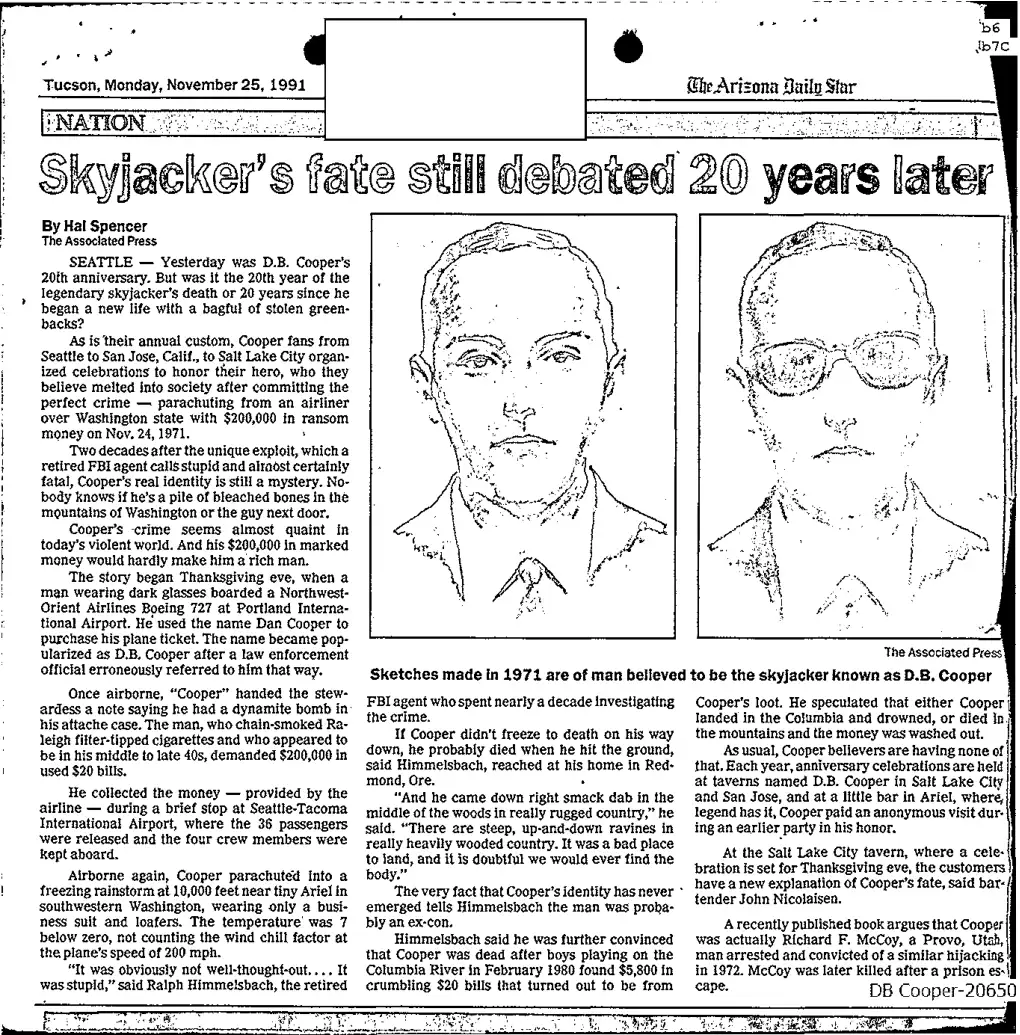 b6
b7C
Tucson, Monday, November 25, 1991
The Arizona Daily Star
NATION
Skyjacker's fate still debated 20 years later
By Hal Spencer
The Associated Press
SEATTLE — Yesterday was D.B. Cooper's
20th anniversary. But was it the 20th year of the
legendary skyjacker's death or 20 years since he
began a new life with a bagful of stolen green-
backs?
As is their annual custom, Cooper fans from
Seattle to San Jose, Calif., to Salt Lake City organ-
ized celebrations to honor their hero, who they
believe melted into society after committing the
perfect crime — parachuting from an airliner
over Washington state with $200,000 in ransom
money on Nov. 24, 1971.
Two decades after the unique exploit, which a
retired FBI agent calls stupid and almost certainly
fatal, Cooper's real identity is still a mystery. No-
body knows if he's a pile of bleached bones in the
mountains of Washington or the guy next door.
Cooper's crime seems almost quaint in
today's violent world. And his $200,000 in marked
money would hardly make him a rich man.
The story began Thanksgiving eve, when a
man wearing dark glasses boarded a Northwest-
Orient Airlines Boeing 727 at Portland Interna-
tional Airport. He used the name Dan Cooper to
purchase his plane ticket. The name became pop-
ularized as D.B. Cooper after a law enforcement
official erroneously referred to him that way.
Once airborne, "Cooper" handed the stew-
ardess a note saying he had a dynamite bomb in
his attache case. The man, who chain-smoked Ra-
leigh filter-tipped cigarettes and who appeared to
be in his middle to late 40s, demanded $200,000 in
used $20 bills.
He collected the money — provided by the
airline — during a brief stop at Seattle-Tacoma
International Airport, where the 36 passengers
were released and the four crew members were
kept aboard.
Airborne again, Cooper parachuted into a
freezing rainstorm at 10,000 feet near tiny Ariel in
southwestern Washington, wearing only a busi-
ness suit and loafers. The temperature was 7
below zero, not counting the wind chill factor at
the plane's speed of 200 mph.
"It was obviously not well-thought-out.... It
was stupid," said Ralph Himmelsbach, the retired
The Associated Press
Sketches made in 1971 are of man believed to be the skyjacker known as D.B. Cooper
FBI agent who spent nearly a decade investigating
the crime.
If Cooper didn't freeze to death on his way
down, he probably died when he hit the ground,
said Himmelsbach, reached at his home in Red-
mond, Ore.
"And he came down right smack dab in the
middle of the woods in really rugged country," he
said. "There are steep, up-and-down ravines in
really heavily wooded country. It was a bad place
to land, and it is doubtful we would ever find the
body."
The very fact that Cooper's identity has never
emerged tells Himmelsbach the man was proba-
bly an ex-con.
Himmelsbach said he was further convinced
that Cooper was dead after boys playing on the
Columbia River in February 1980 found $5,800 in
crumbling $20 bills that turned out to be from
Cooper's loot. He speculated that either Cooper
landed in the Columbia and drowned, or died in
the mountains and the money was washed out.
As usual, Cooper believers are having none of
that. Each year, anniversary celebrations are held
at taverns named D.B. Cooper in Salt Lake City
and San Jose, and at a little bar in Ariel, where,
legend has it, Cooper paid an anonymous visit dur-
ing an earlier party in his honor.
At the Salt Lake City tavern, where a cele-
bration is set for Thanksgiving eve, the customers
have a new explanation of Cooper's fate, said bar-
tender John Nicolaisen.
A recently published book argues that Cooper
was actually Richard F. McCoy, a Provo, Utah,
man arrested and convicted of a similar hijacking
in 1972. McCoy was later killed after a prison es-
cape.
DB Cooper-20650